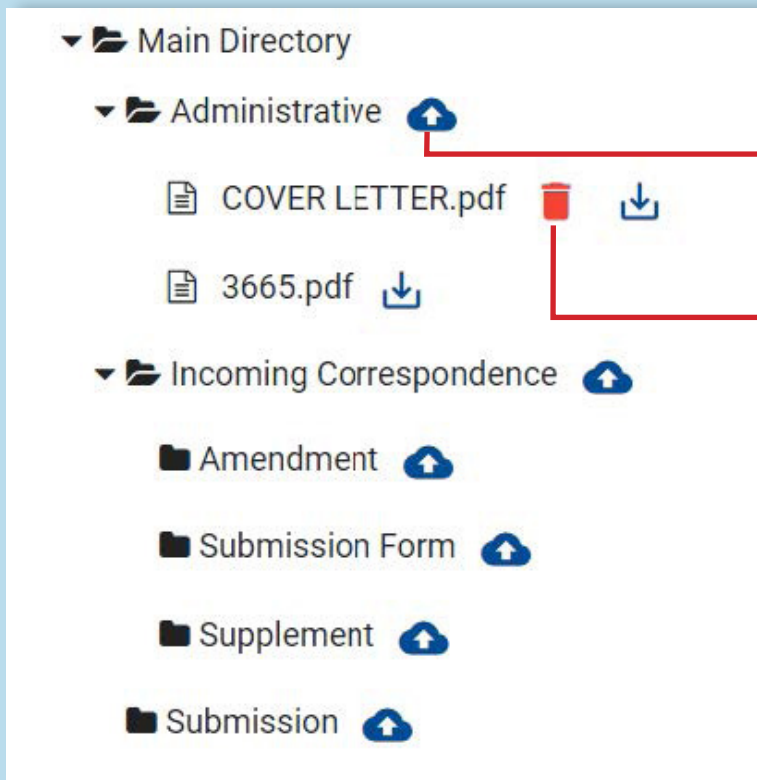 Main Directory
Administrative
COVER LETTER.pdf
3665.pdf
Incoming Correspondence
Amendment
Submission Form
Supplement
Submission